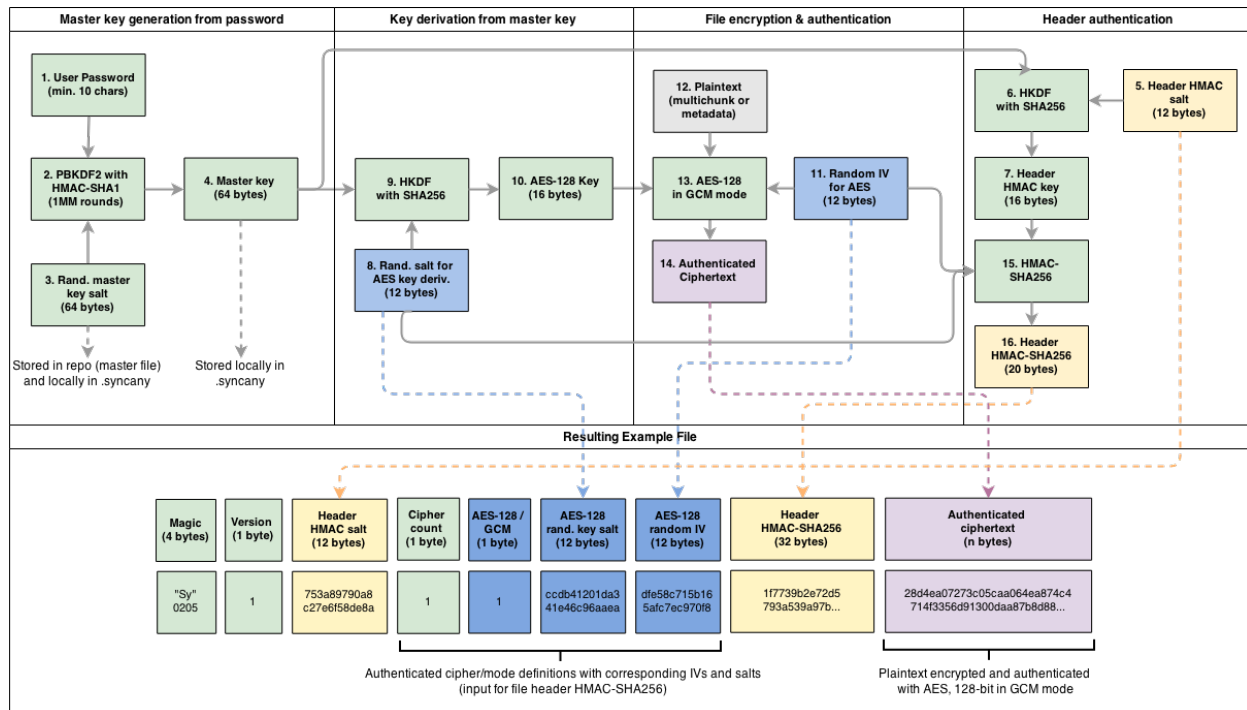 Master key generation from password
Key derivation from master key
File encryption & authentication
Header authentication
1. User Password
(min. 10 chars)
2. PBKDF2 with
HMAC-SHA1
(1MM rounds)
3. Rand. master
key salt
(64 bytes)
Stored in repo (master file)
and locally in .syncany
4. Master key
(64 bytes)
Stored locally in
.syncany
9. HKDF
with SHA256
8. Rand. salt for
AES key deriv.
(12 bytes)
10. AES-128 Key
(16 bytes)
12. Plaintext
(multichunk or
metadata)
13. AES-128
in GCM mode
14. Authenticated
Ciphertext
11. Random IV
for AES
(12 bytes)
6. HKDF
with SHA256
5. Header HMAC
salt
(12 bytes)
7. Header
HMAC key
(16 bytes)
15. HMAC-
SHA256
16. Header
HMAC-SHA256
(20 bytes)
Resulting Example File
Magic
(4 bytes)
Version
(1 byte)
Header
HMAC salt
(12 bytes)
Cipher
count
(1 byte)
AES-128 /
GCM
(1 byte)
AES-128
rand. key salt
(12 bytes)
AES-128
random IV
(12 bytes)
Header
HMAC-SHA256
(32 bytes)
Authenticated
ciphertext
(n bytes)
"Sy"
0205
1
753a89790a8
c27e6f58de8a
1
1
ccdb41201da3
41e46c96aaea
dfe58c715b16
5afc7ec970f8
1f7739b2e72d5
793a539a97b...
28d4ea07273c05caa064ea874c4
714f3356d91300daa87b8d88...
Authenticated cipher/mode definitions with corresponding IVs and salts
(input for file header HMAC-SHA256)
Plaintext encrypted and authenticated
with AES, 128-bit in GCM mode